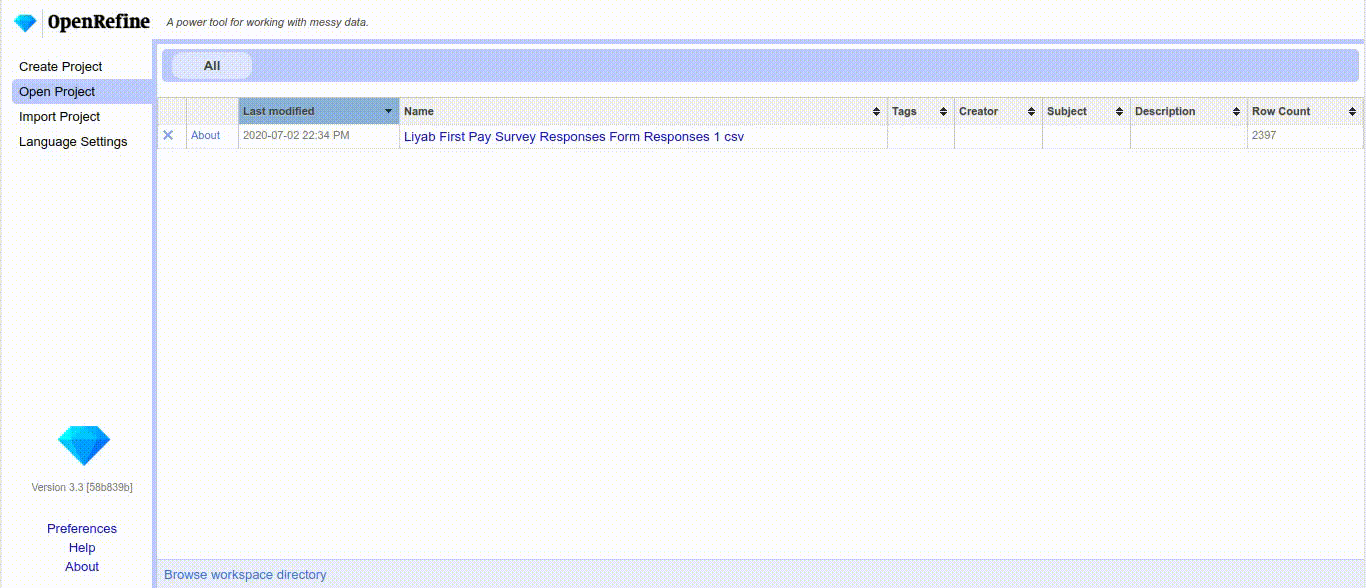 OpenRefine A power tool for working with messy data.
Create Project
Open Project
Import Project
Language Settings
All
Last modified Name Tags Creator Subject Description Row Count
About 2020-07-02 22:34 PM Liyab First Pay Survey Responses Form Responses 1 csv 2397
Version 3.3 [58b839b]
Preferences
Help
About
Browse workspace directory